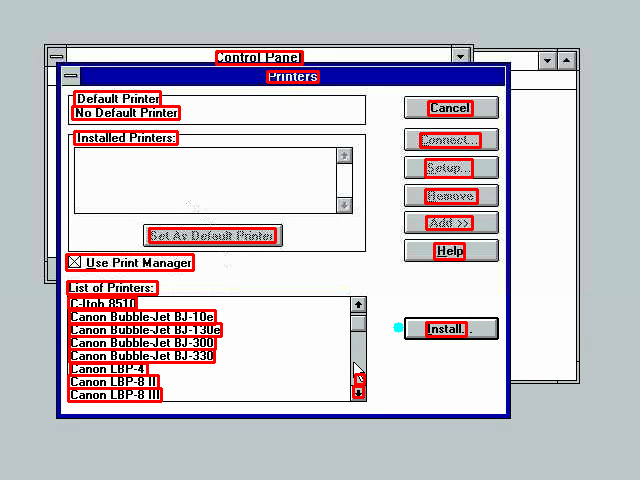 Control Panel
Printers
Default Printer
No Default Printer
Cancel
Installed Printers:
Connect...
Setup...
Remove
Add >>
Set As Default Printer
Help
Use Print Manager
List of Printers:
C-Itoh 8510
Canon Bubble-Jet BJ-10e
Canon Bubble-Jet BJ-130e
Install...
Canon Bubble-Jet BJ-300
Canon Bubble-Jet BJ-330
Canon LBP-4
Canon LBP-8 II
Canon LBP-8 III